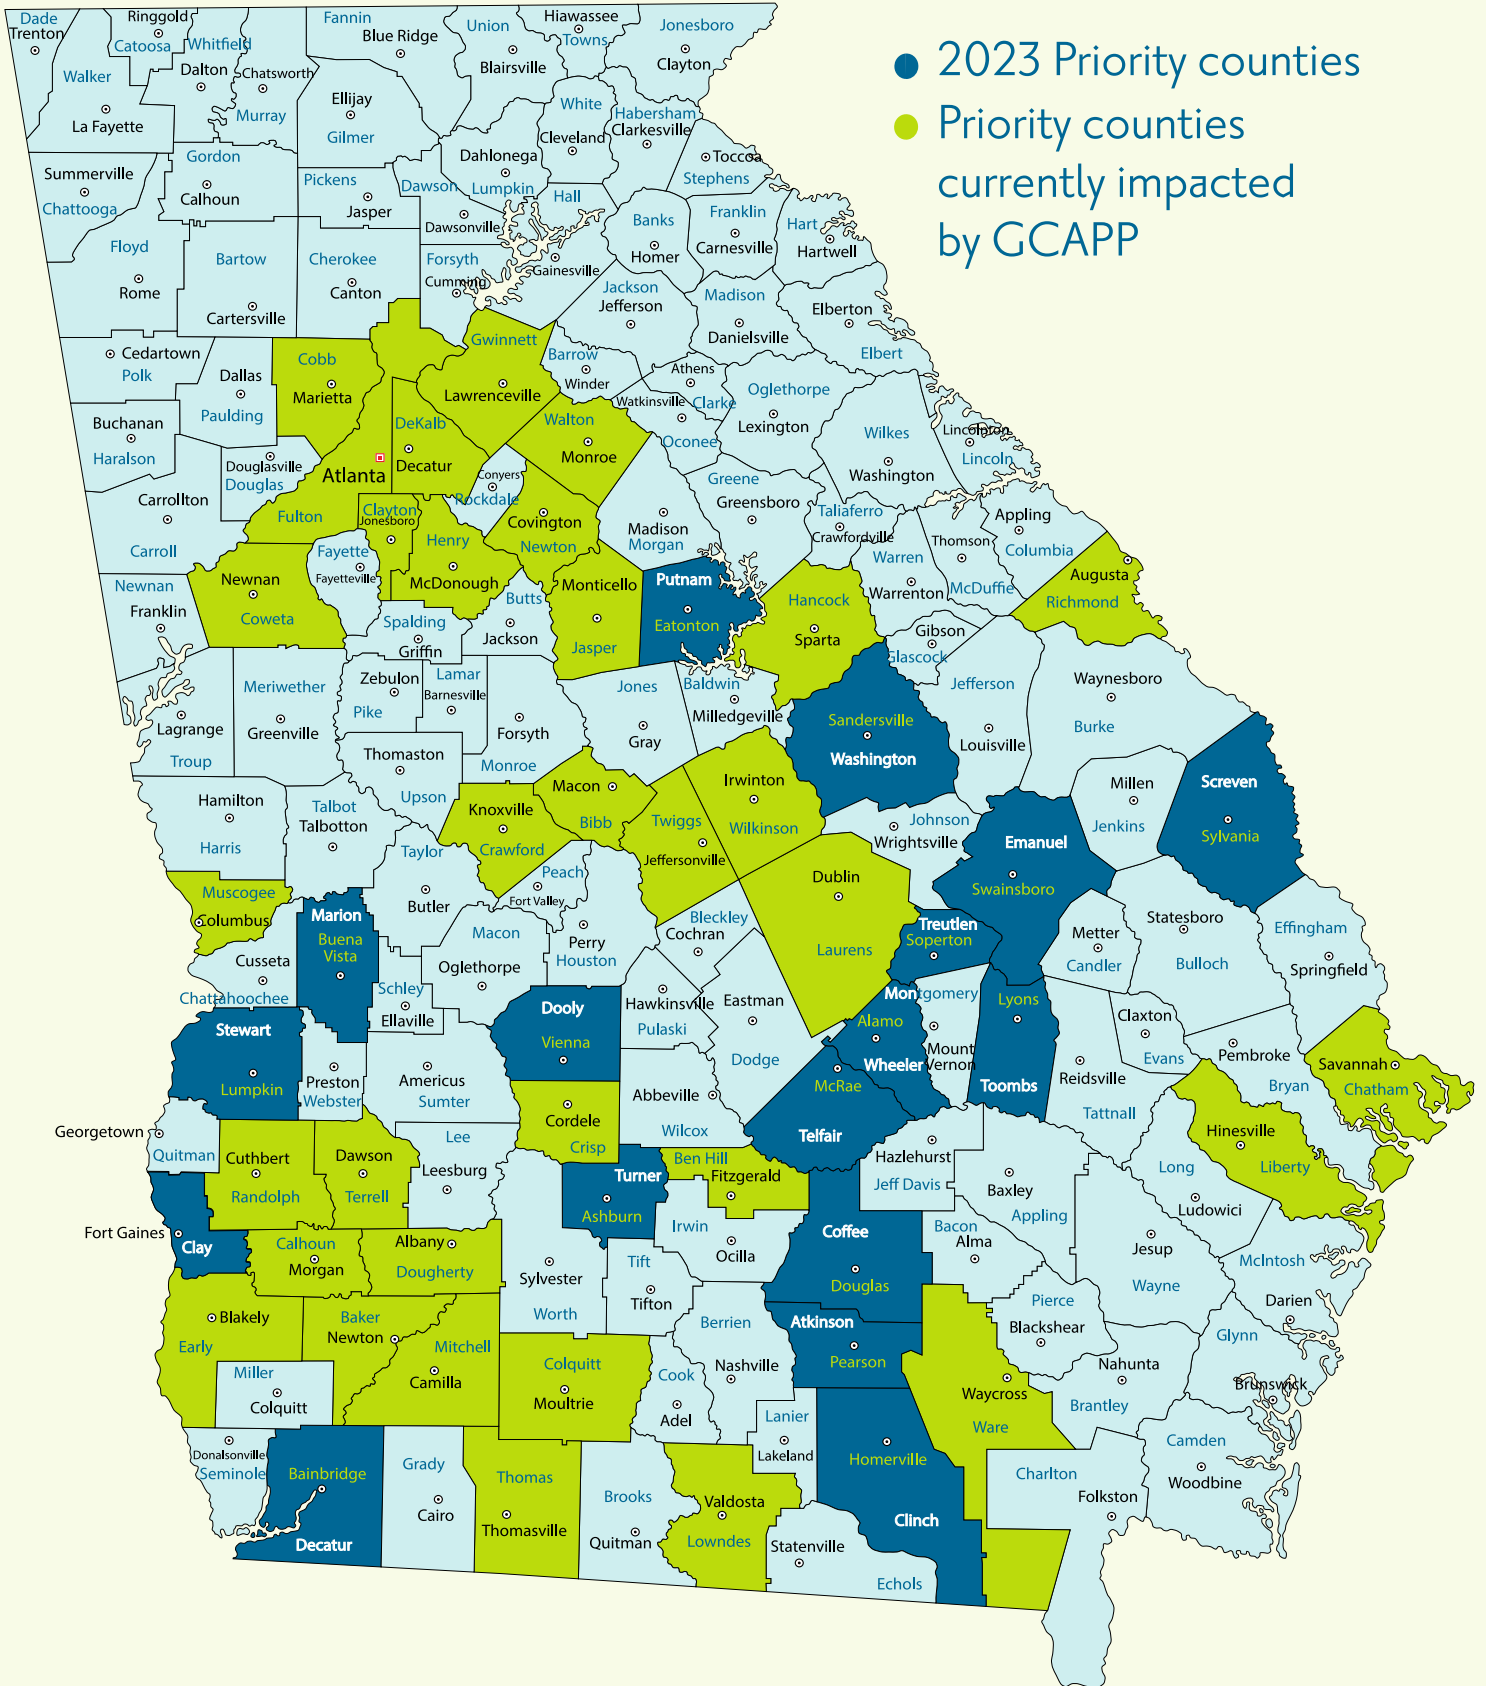 2023 Priority counties
Priority counties
currently impacted
by GCAPP
Dade
Trenton
Ringgold
Catoosa
Whitfield
Fannin
Blue Ridge
Union
Blairsville
Hiawassee
Towns
Jonesboro
Clayton
Walker
La Fayette
Dalton
Chatsworth
Murray
Ellijay
Gilmer
White
Cleveland
Habersham
Clarkesville
Toccoa
Stephens
Summerville
Chattooga
Gordon
Calhoun
Pickens
Jasper
Dawson
Dawsonville
Dahlonega
Lumpkin
Hall
Gainesville
Banks
Homer
Franklin
Carnesville
Hart
Hartwell
Floyd
Rome
Bartow
Cartersville
Cherokee
Canton
Forsyth
Cumming
Jackson
Jefferson
Madison
Danielsville
Elberton
Elbert
Cedartown
Polk
Dallas
Paulding
Cobb
Marietta
Gwinnett
Lawrenceville
Barrow
Winder
Athens
Clarke
Watkinsville
Oconee
Oglethorpe
Lexington
Wilkes
Washington
Lincolnton
Lincoln
Buchanan
Haralson
Douglasville
Douglas
Atlanta
Fulton
DeKalb
Decatur
Conyers
Rockdale
Walton
Monroe
Greene
Greensboro
Taliaferro
Crawfordville
Carrollton
Carroll
Clayton
Jonesboro
Henry
McDonough
Covington
Newton
Madison
Morgan
Warren
Warrenton
Thomson
McDuffie
Appling
Columbia
Augusta
Richmond
Newnan
Franklin
Newnan
Coweta
Fayette
Fayetteville
Spalding
Griffin
Butts
Jackson
Monticello
Jasper
Putnam
Eatonton
Hancock
Sparta
Gibson
Glascock
Jefferson
Louisville
Waynesboro
Burke
Lagrange
Troup
Meriwether
Greenville
Zebulon
Pike
Lamar
Barnesville
Forsyth
Monroe
Jones
Gray
Baldwin
Milledgeville
Sandersville
Washington
Thomaston
Upson
Screven
Sylvania
Millen
Jenkins
Hamilton
Harris
Talbot
Talbotton
Knoxville
Crawford
Macon
Bibb
Twiggs
Jeffersonville
Irwinton
Wilkinson
Johnson
Wrightsville
Emanuel
Swainsboro
Taylor
Butler
Peach
Fort Valley
Muscogee
Columbus
Marion
Buena
Vista
Macon
Oglethorpe
Perry
Houston
Bleckley
Cochran
Dublin
Laurens
Treutlen
Soperton
Metter
Candler
Statesboro
Bulloch
Effingham
Springfield
Cusseta
Chattahoochee
Schley
Ellaville
Dooly
Vienna
Hawkinsville
Pulaski
Eastman
Dodge
Montgomery
Mount
Vernon
Alamo
Wheeler
Lyons
Toombs
Claxton
Evans
Reidsville
Tattnall
Pembroke
Bryan
Savannah
Chatham
Stewart
Lumpkin
Preston
Webster
Americus
Sumter
Cordele
Crisp
Abbeville
Wilcox
McRae
Telfair
Hinesville
Liberty
Georgetown
Quitman
Cuthbert
Randolph
Dawson
Terrell
Lee
Leesburg
Turner
Ashburn
Ben Hill
Fitzgerald
Hazlehurst
Jeff Davis
Baxley
Appling
Long
Ludowici
Fort Gaines
Clay
Calhoun
Morgan
Albany
Dougherty
Sylvester
Worth
Tift
Tifton
Irwin
Ocilla
Coffee
Douglas
Bacon
Alma
Jesup
Wayne
McIntosh
Darien
Blakely
Early
Baker
Newton
Mitchell
Camilla
Colquitt
Moultrie
Berrien
Nashville
Atkinson
Pearson
Pierce
Blackshear
Glynn
Brunswick
Miller
Colquitt
Cook
Adel
Waycross
Ware
Nahunta
Brantley
Donalsonville
Seminole
Bainbridge
Decatur
Grady
Cairo
Thomas
Thomasville
Brooks
Quitman
Valdosta
Lowndes
Lanier
Lakeland
Homerville
Clinch
Charlton
Folkston
Camden
Woodbine
Statenville
Echols